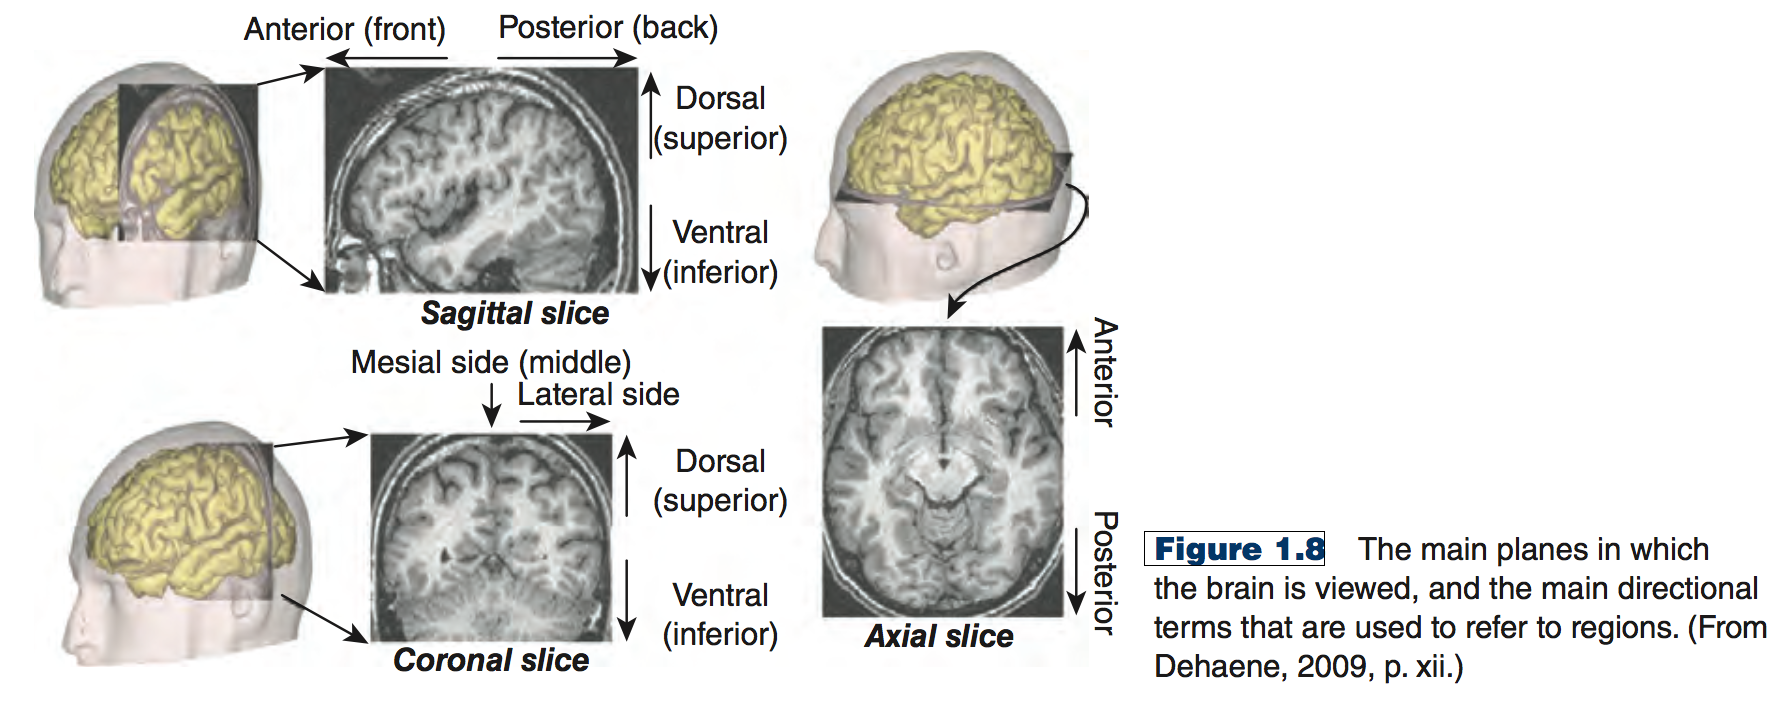 Anterior (front)
Posterior (back)
Dorsal
(superior)
Ventral
(inferior)
Sagittal slice
Mesial side (middle)
Lateral side
Dorsal
(superior)
Ventral
(inferior)
Coronal slice
Anterior
Posterior
Axial slice
Figure 1.8 The main planes in which
the brain is viewed, and the main directional
terms that are used to refer to regions. (From
Dehaene, 2009, p. xii.)